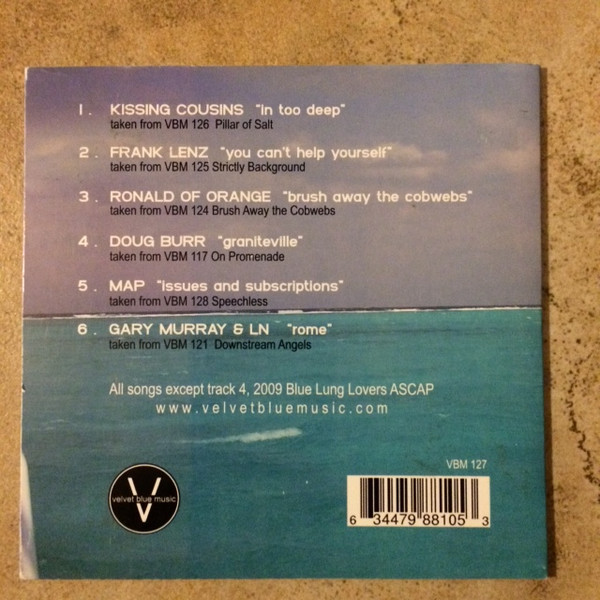 1. KISSING COUSINS "in too deep"
taken from VBM 126 Pillar of Salt
2. FRANK LENZ "you can't help yourself"
taken from VBM 125 Strictly Background
3. RONALD OF ORANGE "brush away the cobwebs"
taken from VBM 124 Brush Away the Cobwebs
4. DOUG BURR "graniteville"
taken from VBM 117 On Promenade
5. MAP "issues and subscriptions"
taken from VBM 128 Speechless
6. GARY MURRAY & LN "rome"
taken from VBM 121 Downstream Angels
All songs except track 4, 2009 Blue Lung Lovers ASCAP
www.velvetbluemusic.com
VBM 127
velvet blue music
V
6 34479 88105 3